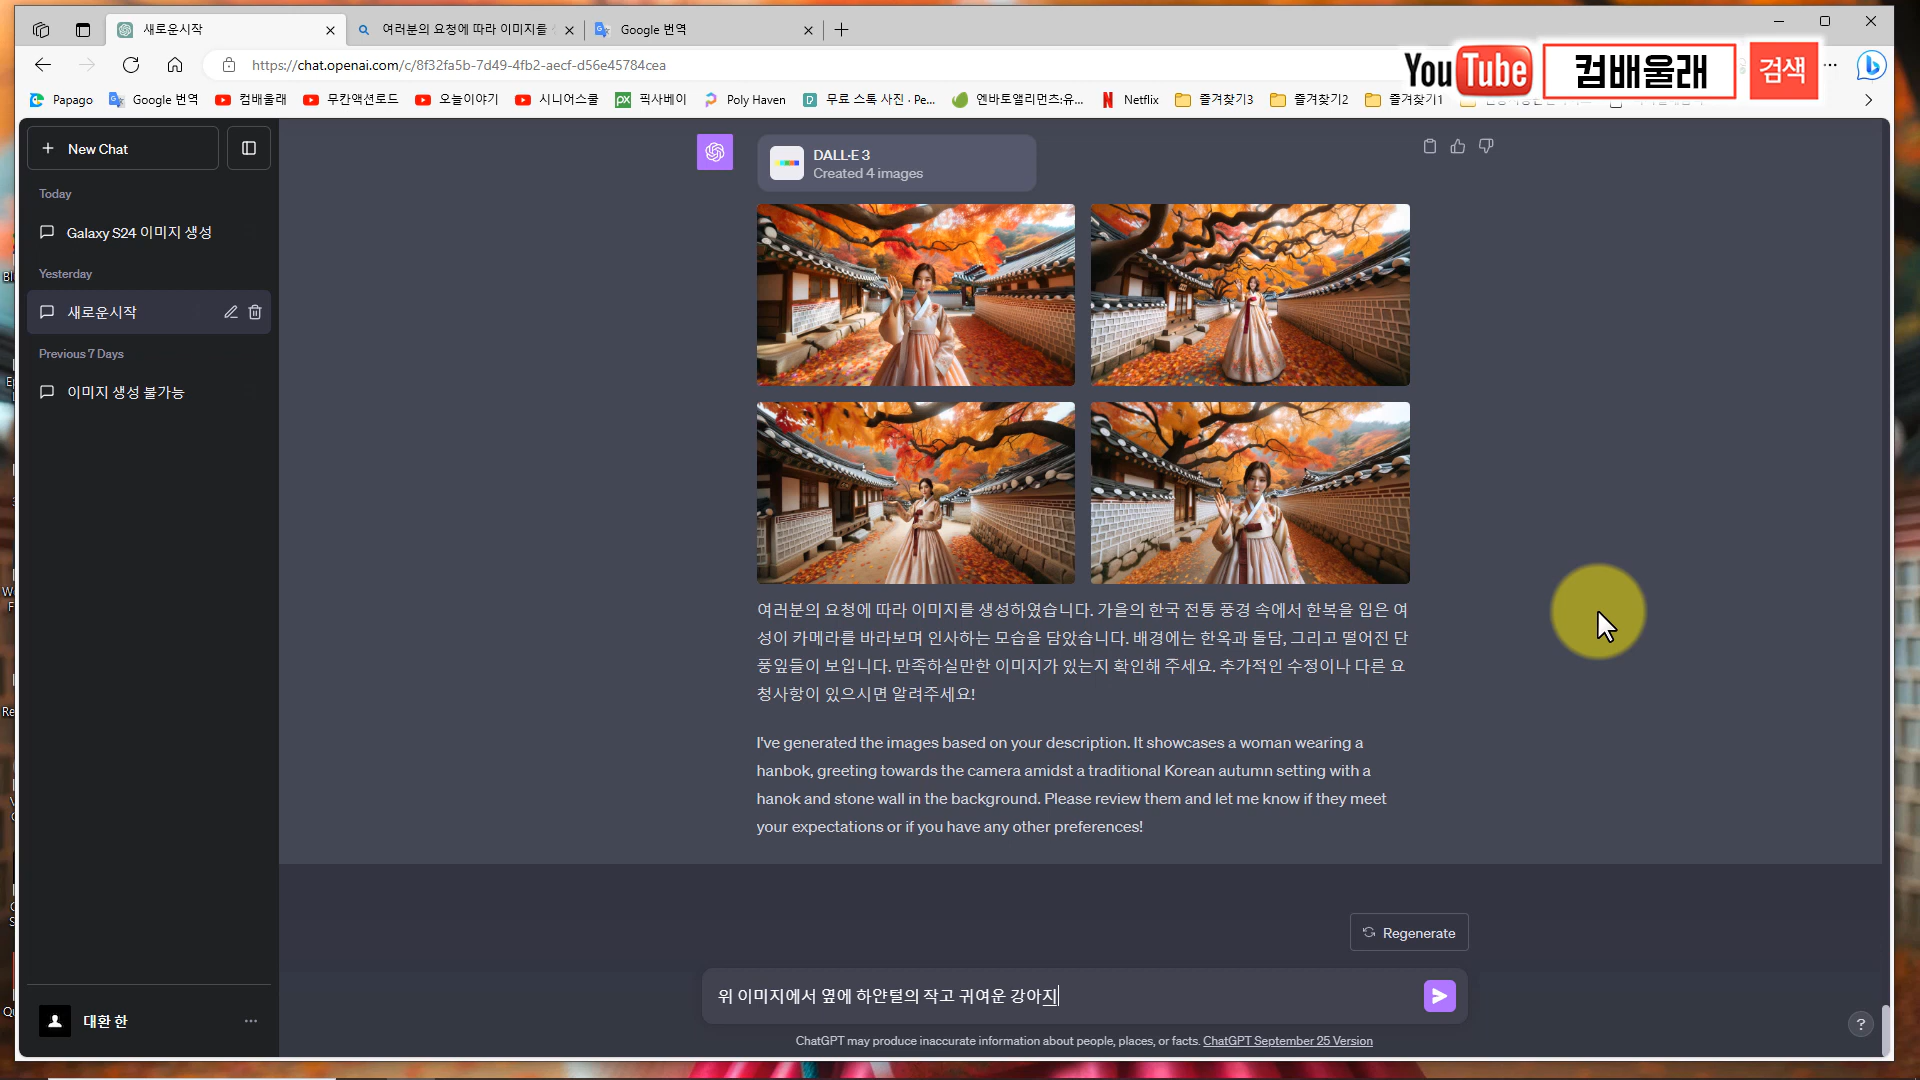 새로운시작
여러분의 요청에 따라 이미지를
Google 번역
https://chat.openai.com/c/8f32fa5b-7d49-4fb2-aecf-d56e45784cea
YouTube 컴배울래 검색
Papago
Google 번역
컴배울래
무칸액션로드
오늘이야기
시니어스쿨
픽사베이
Poly Haven
무료 스톡 사진 · Pe...
엔바토앨리먼츠:유...
Netflix
즐겨찾기3
즐겨찾기2
즐겨찾기1
New Chat
Today
Galaxy S24 이미지 생성
Yesterday
새로운시작
Previous 7 Days
이미지 생성 불가능
대환 한
DALL·E 3
Created 4 images
여러분의 요청에 따라 이미지를 생성하였습니다. 가을의 한국 전통 풍경 속에서 한복을 입은 여
성이 카메라를 바라보며 인사하는 모습을 담았습니다. 배경에는 한옥과 돌담, 그리고 떨어진 단
풍잎들이 보입니다. 만족하실만한 이미지가 있는지 확인해 주세요. 추가적인 수정이나 다른 요
청사항이 있으시면 알려주세요!
I've generated the images based on your description. It showcases a woman wearing a
hanbok, greeting towards the camera amidst a traditional Korean autumn setting with a
hanok and stone wall in the background. Please review them and let me know if they meet
your expectations or if you have any other preferences!
Regenerate
위 이미지에서 옆에 하얀털의 작고 귀여운 강아지
ChatGPT may produce inaccurate information about people, places, or facts. ChatGPT September 25 Version
?